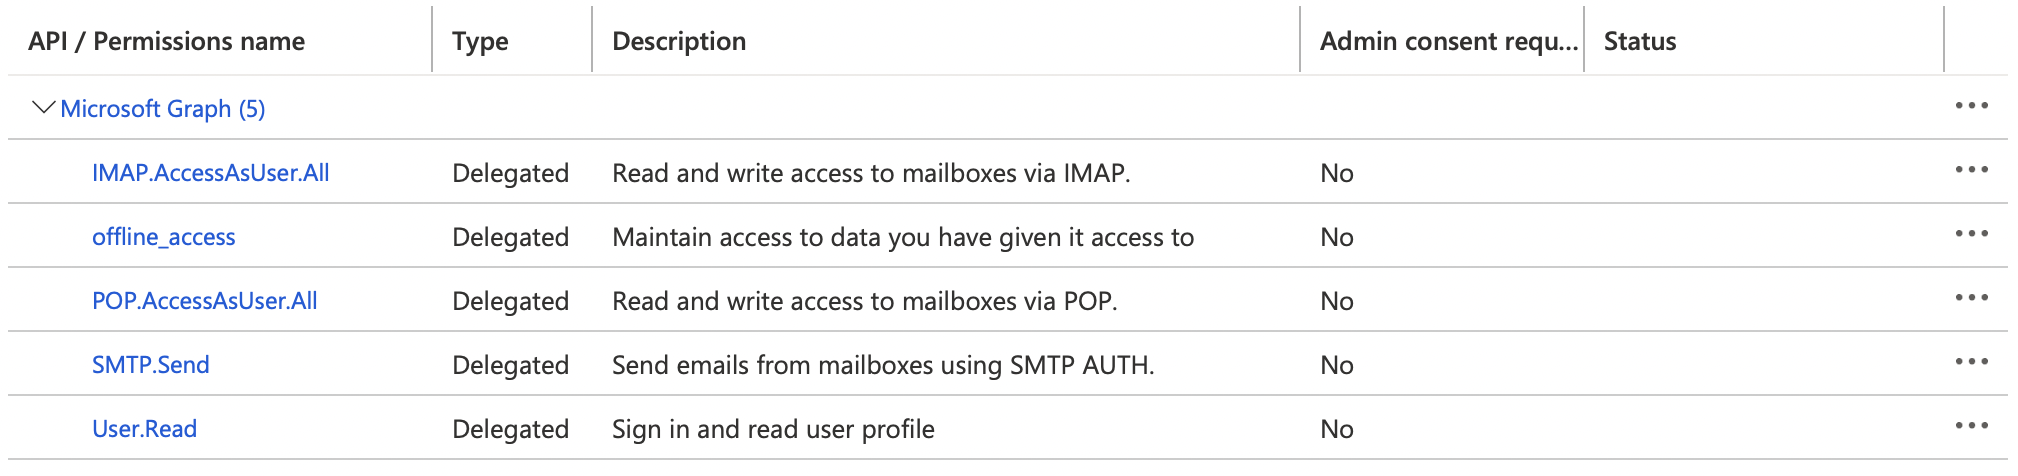 API / Permissions name Type Description Admin consent requ... Status
Microsoft Graph (5)
IMAP.AccessAsUser.All Delegated Read and write access to mailboxes via IMAP. No
offline_access Delegated Maintain access to data you have given it access to No
POP.AccessAsUser.All Delegated Read and write access to mailboxes via POP. No
SMTP.Send Delegated Send emails from mailboxes using SMTP AUTH. No
User.Read Delegated Sign in and read user profile No